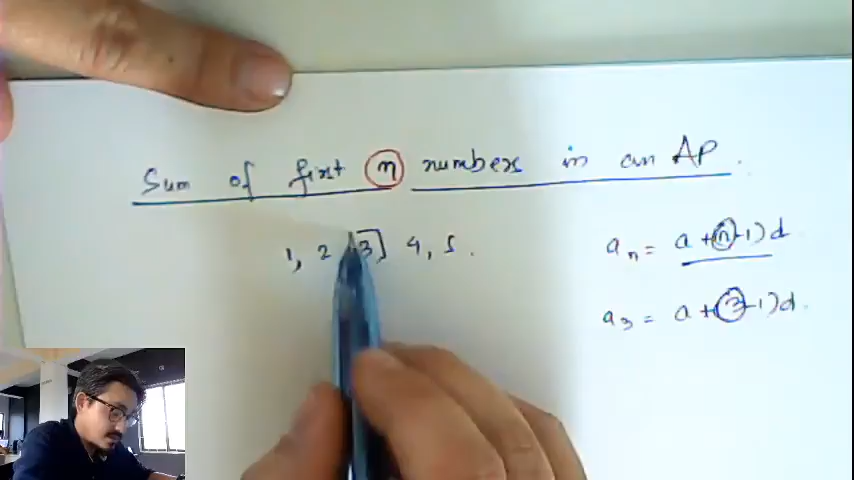 Sum of first n numbers in an AP.
1, 2 3, 4, 5.
aₙ = a + (n-1)d
a₃ = a + (3-1)d.